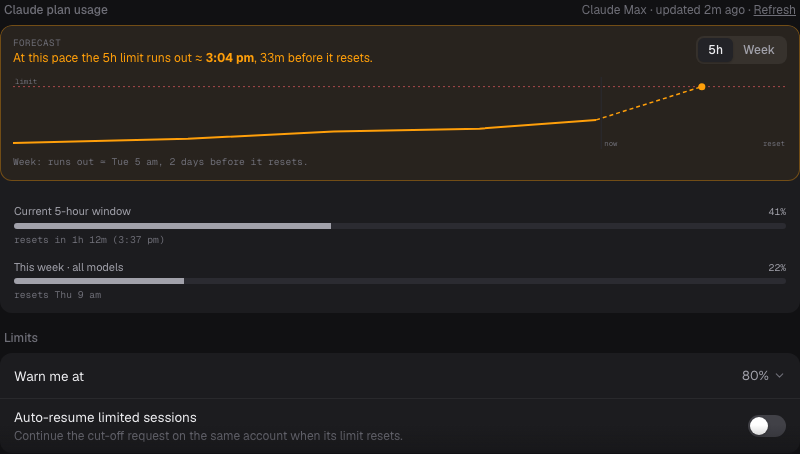 Claude plan usage
Claude Max · updated 2m ago · Refresh
FORECAST
At this pace the 5h limit runs out ≈ 3:04 pm, 33m before it resets.
5h
Week
limit
now
reset
Week: runs out ≈ Tue 5 am, 2 days before it resets.
Current 5-hour window
41%
resets in 1h 12m (3:37 pm)
This week · all models
22%
resets Thu 9 am
Limits
Warn me at
80%
Auto-resume limited sessions
Continue the cut-off request on the same account when its limit resets.